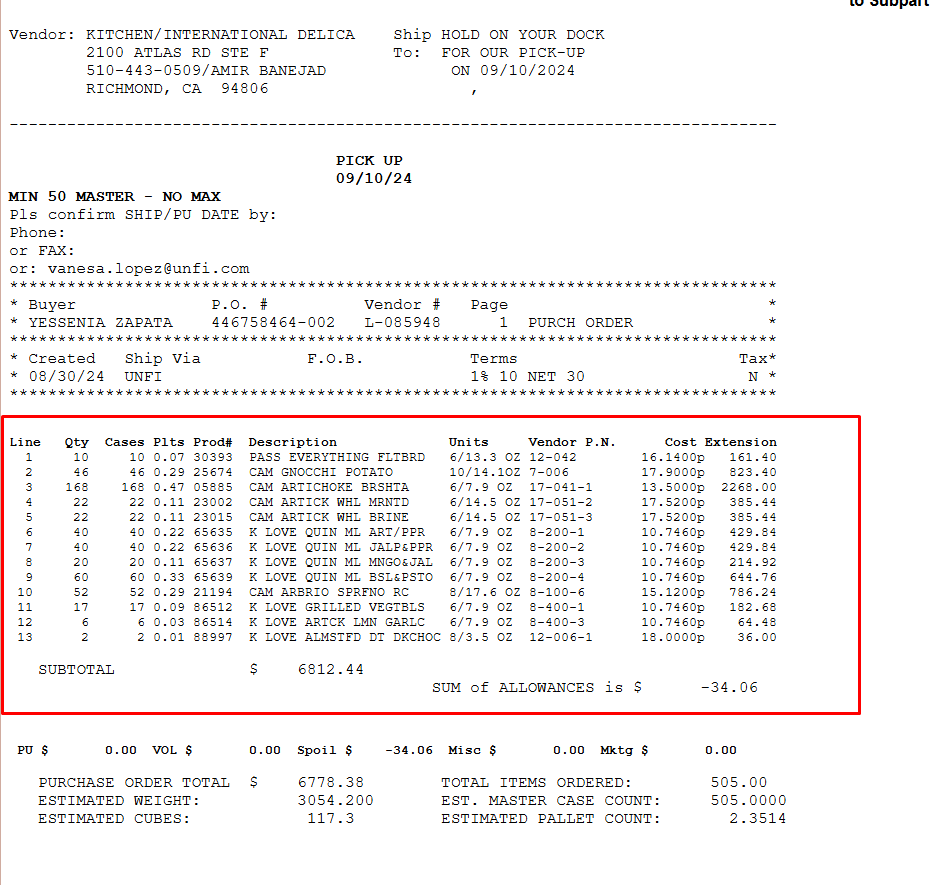 to Subpart
Vendor: KITCHEN/INTERNATIONAL DELICA    Ship HOLD ON YOUR DOCK
        2100 ATLAS RD STE F             To:  FOR OUR PICK-UP
        510-443-0509/AMIR BANEJAD             ON 09/10/2024
        RICHMOND, CA  94806                     ,
--------------------------------------------------------------------------------
PICK UP
09/10/24
MIN 50 MASTER - NO MAX
Pls confirm SHIP/PU DATE by:
Phone:
or FAX:
or: vanesa.lopez@unfi.com
********************************************************************************
* Buyer              P.O. #          Vendor #   Page                           *
* YESSENIA ZAPATA    446758464-002   L-085948      1  PURCH ORDER              *
********************************************************************************
* Created   Ship Via           F.O.B.           Terms                       Tax*
* 08/30/24  UNFI                                1% 10 NET 30                 N *
********************************************************************************
Line   Qty  Cases Plts Prod#  Description              Units     Vendor P.N.      Cost Extension
1    10    10 0.07 30393  PASS EVERYTHING FLTBRD   6/13.3 OZ 12-042        16.1400p  161.40
2    46    46 0.29 25674  CAM GNOCCHI POTATO       10/14.1OZ 7-006         17.9000p  823.40
3   168   168 0.47 05885  CAM ARTICHOKE BRSHTA     6/7.9 OZ  17-041-1      13.5000p 2268.00
4    22    22 0.11 23002  CAM ARTICK WHL MRNTD     6/14.5 OZ 17-051-2      17.5200p  385.44
5    22    22 0.11 23015  CAM ARTICK WHL BRINE     6/14.5 OZ 17-051-3      17.5200p  385.44
6    40    40 0.22 65635  K LOVE QUIN ML ART/PPR   6/7.9 OZ  8-200-1       10.7460p  429.84
7    40    40 0.22 65636  K LOVE QUIN ML JALP&PPR  6/7.9 OZ  8-200-2       10.7460p  429.84
8    20    20 0.11 65637  K LOVE QUIN ML MNGO&JAL  6/7.9 OZ  8-200-3       10.7460p  214.92
9    60    60 0.33 65639  K LOVE QUIN ML BSL&PSTO  6/7.9 OZ  8-200-4       10.7460p  644.76
10    52    52 0.29 21194  CAM ARBRIO SPRFNO RC     8/17.6 OZ 8-100-6       15.1200p  786.24
11    17    17 0.09 86512  K LOVE GRILLED VEGTBLS   6/7.9 OZ  8-400-1       10.7460p  182.68
12     6     6 0.03 86514  K LOVE ARTCK LMN GARLC   6/7.9 OZ  8-400-3       10.7460p   64.48
13     2     2 0.01 88997  K LOVE ALMSTFD DT DKCHOC 8/3.5 OZ  12-006-1      18.0000p   36.00
SUBTOTAL              $    6812.44
SUM of ALLOWANCES is $      -34.06
PU $      0.00  VOL $      0.00  Spoil $    -34.06  Misc $      0.00  Mktg $      0.00
PURCHASE ORDER TOTAL  $    6778.38        TOTAL ITEMS ORDERED:        505.00
ESTIMATED WEIGHT:          3054.200       EST. MASTER CASE COUNT:     505.0000
ESTIMATED CUBES:            117.3         ESTIMATED PALLET COUNT:       2.3514